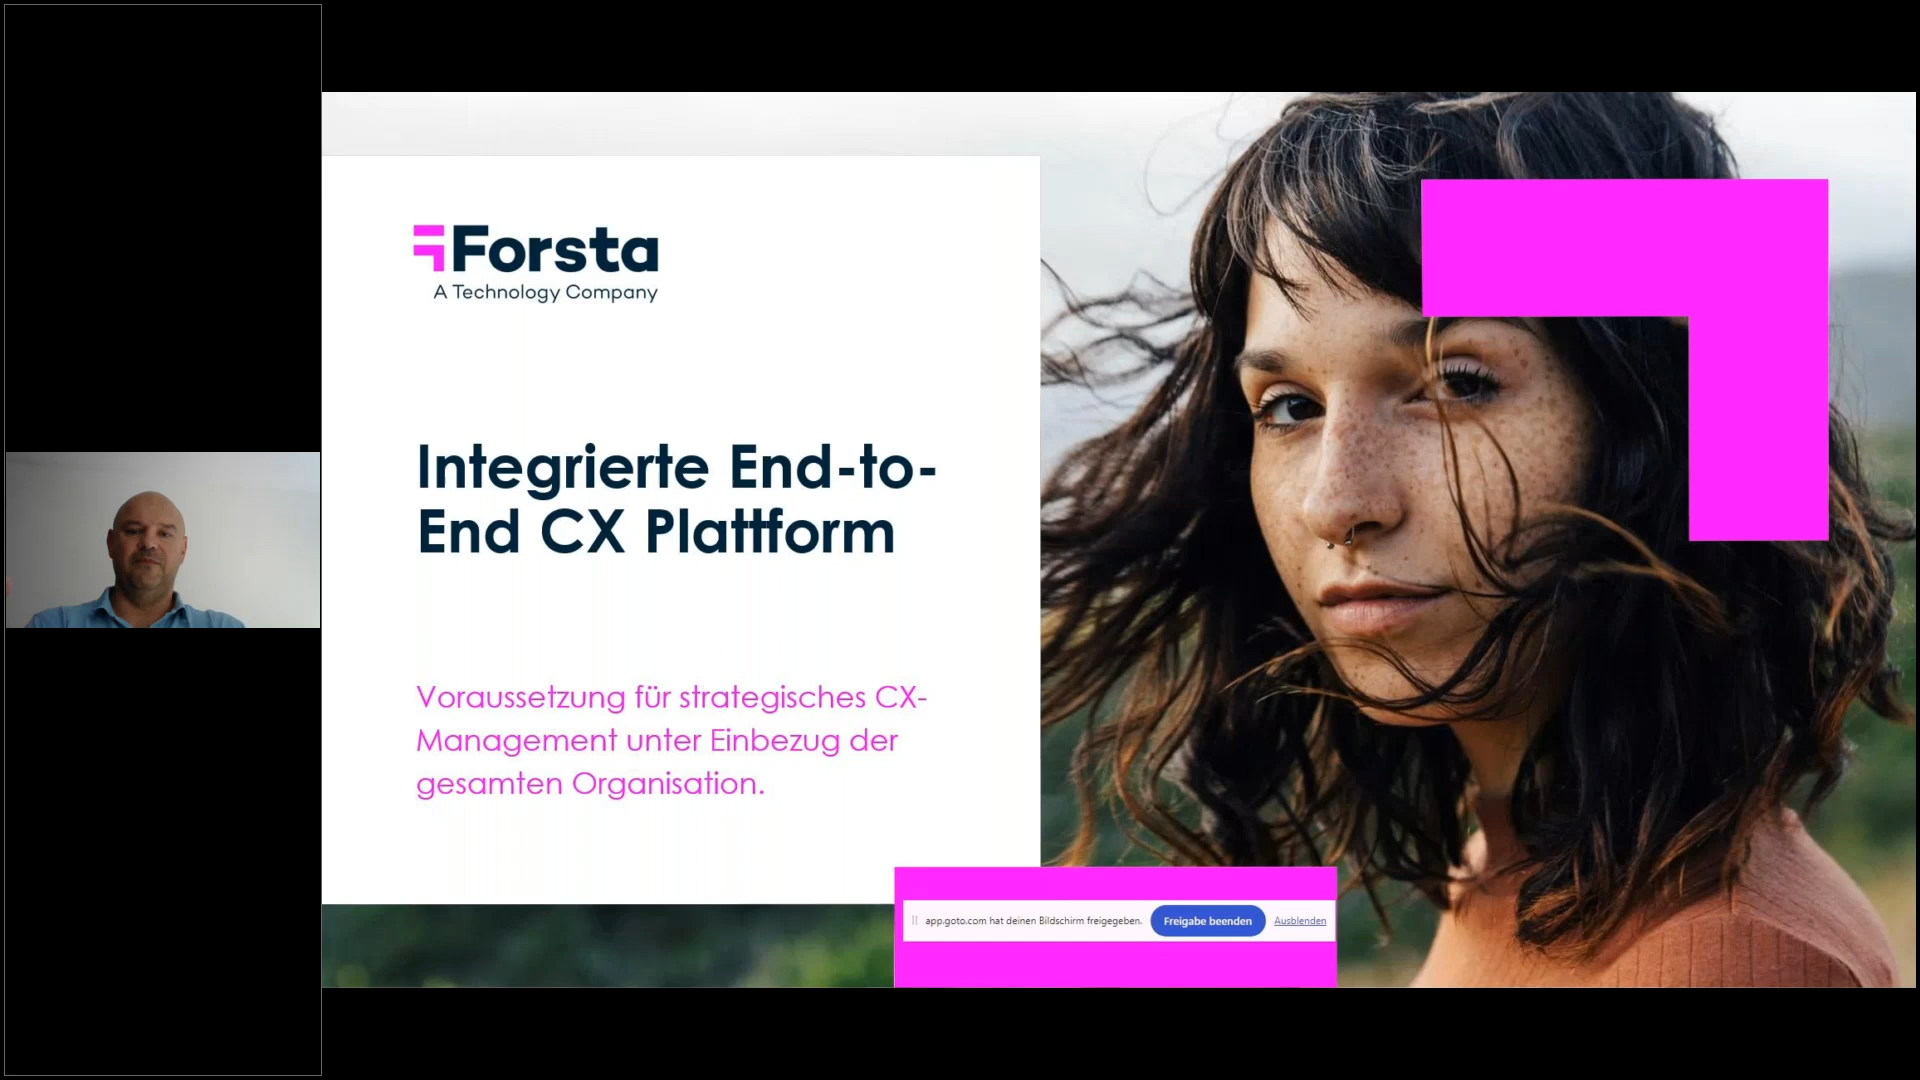 Forsta
A Technology Company
Integrierte End-to-
End CX Plattform
Voraussetzung für strategisches CX-
Management unter Einbezug der
gesamten Organisation.
app.goto.com hat deinen Bildschirm freigegeben. Freigabe beenden Ausblenden